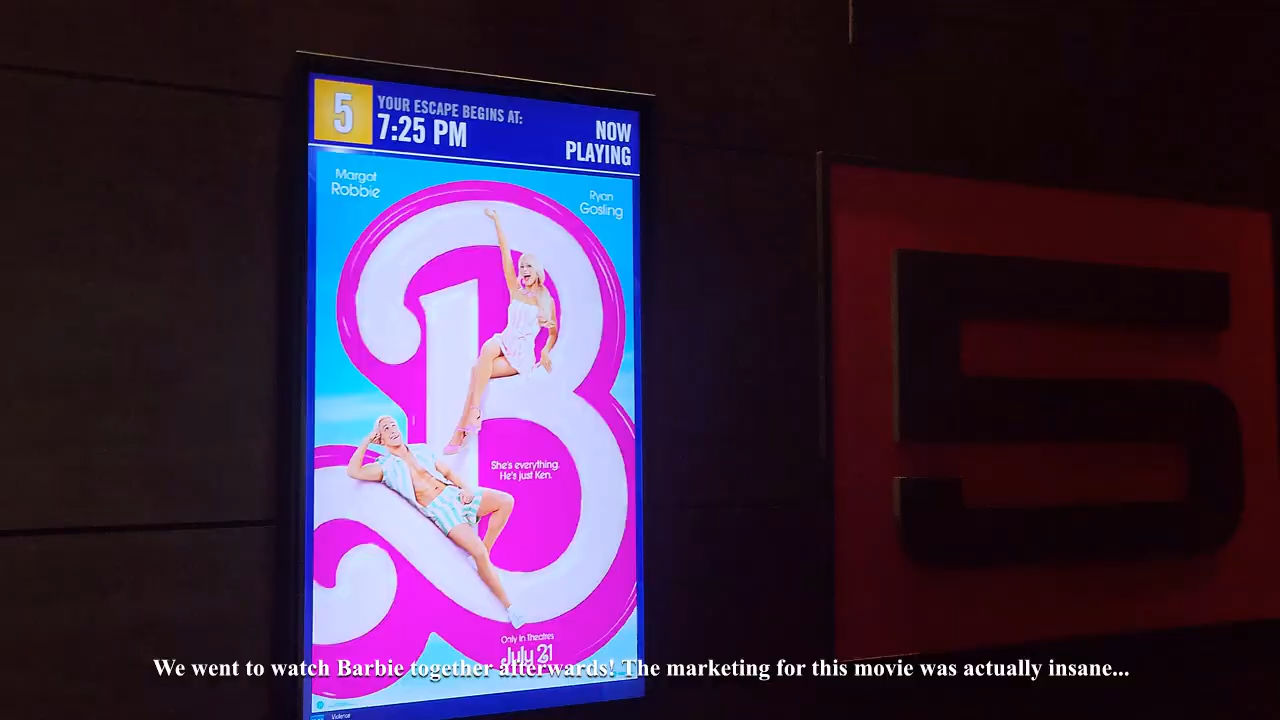 5
YOUR ESCAPE BEGINS AT:
7:25 PM
NOW
PLAYING
Margot
Robbie
Ryan
Gosling
B
She's everything.
He's just Ken.
Only in Theatres
July 21
5
We went to watch Barbie together afterwards! The marketing for this movie was actually insane...
Violence